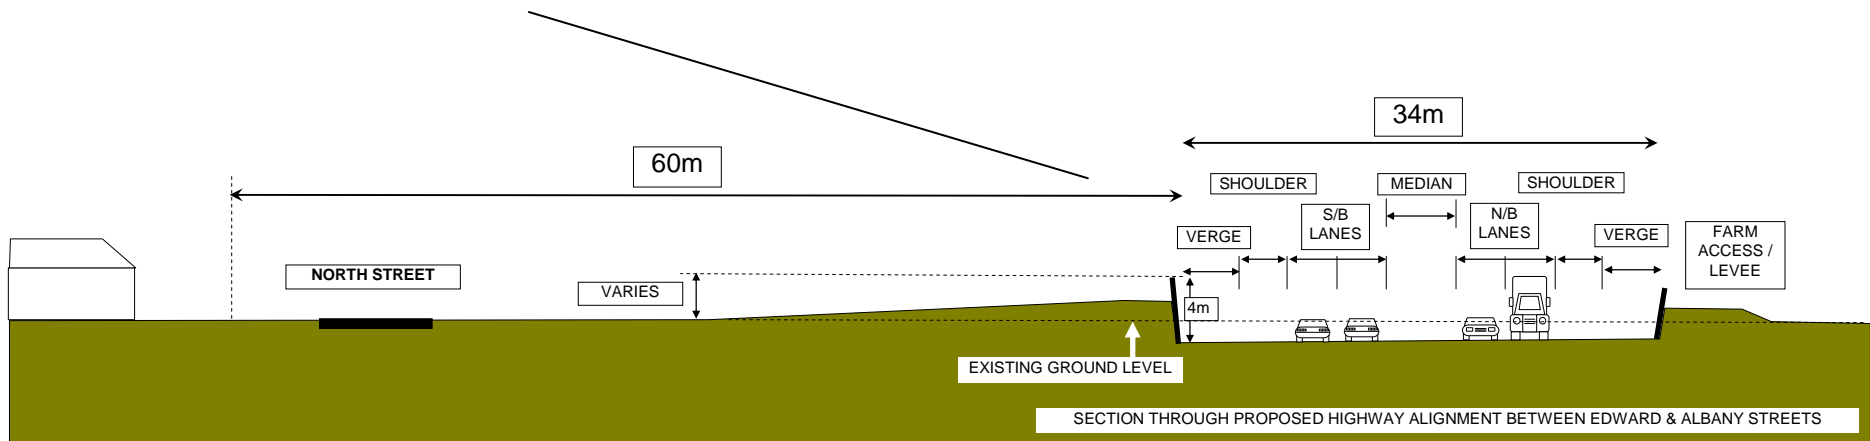 34m
60m
SHOULDER
MEDIAN
SHOULDER
S/B
LANES
N/B
LANES
VERGE
VERGE
FARM
ACCESS /
LEVEE
NORTH STREET
VARIES
4m
EXISTING GROUND LEVEL
SECTION THROUGH PROPOSED HIGHWAY ALIGNMENT BETWEEN EDWARD & ALBANY STREETS